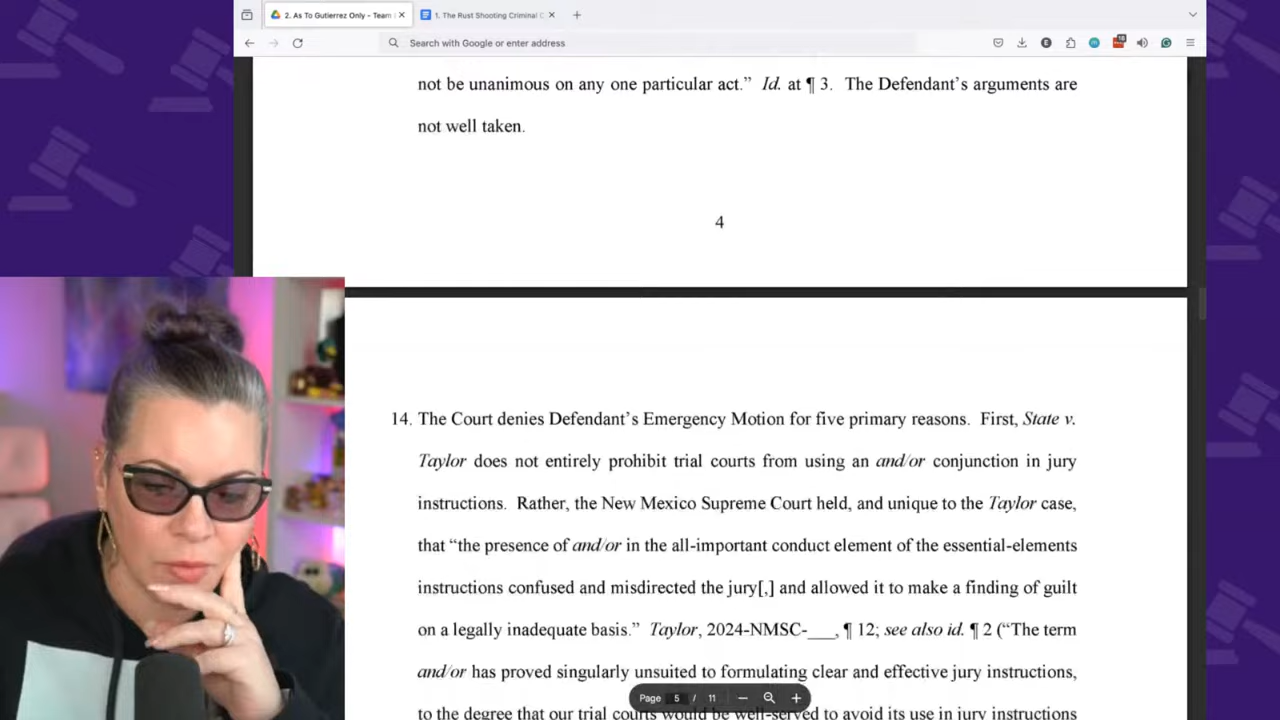 2. As To Gutierrez Only - Team
1. The Rust Shooting Criminal C
Search with Google or enter address
18
not be unanimous on any one particular act.” Id. at ¶ 3. The Defendant’s arguments are
not well taken.
4
14. The Court denies Defendant’s Emergency Motion for five primary reasons. First, State v.
Taylor does not entirely prohibit trial courts from using an and/or conjunction in jury
instructions. Rather, the New Mexico Supreme Court held, and unique to the Taylor case,
that “the presence of and/or in the all-important conduct element of the essential-elements
instructions confused and misdirected the jury[,] and allowed it to make a finding of guilt
on a legally inadequate basis.” Taylor, 2024-NMSC-___, ¶ 12; see also id. ¶ 2 (“The term
and/or has proved singularly unsuited to formulating clear and effective jury instructions,
to the degree that our trial courts would be well-served to avoid its use in jury instructions
Page 5 / 11